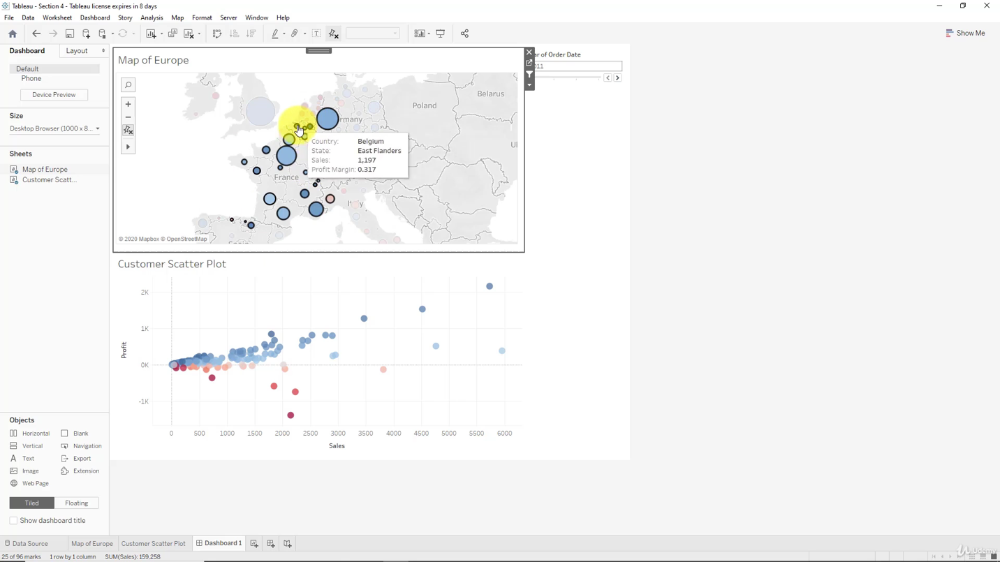 Tableau - Section 4 - Tableau license expires in 8 days
File Data Worksheet Dashboard Story Analysis Map Format Server Window Help
Show Me
Dashboard Layout
Default
Phone
Device Preview
Size
Desktop Browser (1000 x 8...
Sheets
Map of Europe
Customer Scatt...
Objects
Horizontal Blank
Vertical Navigation
Text Export
Image Extension
Web Page
Tiled Floating
Show dashboard title
Map of Europe
ar of Order Date
011
Belarus
Poland
rmany
France
Country: Belgium
State: East Flanders
Sales: 1,197
Profit Margin: 0.317
© 2020 Mapbox © OpenStreetMap
Customer Scatter Plot
2K
1K
0K
-1K
Profit
0 500 1000 1500 2000 2500 3000 3500 4000 4500 5000 5500 6000
Sales
Data Source Map of Europe Customer Scatter Plot Dashboard 1
25 of 96 marks 1 row by 1 column SUM(Sales): 159.258
Udemy